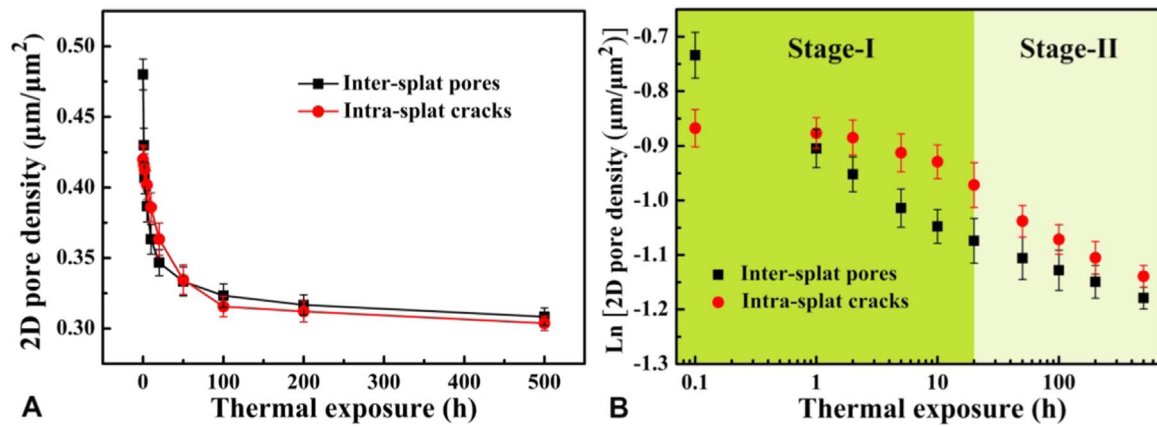 0.50
0.45
0.40
0.35
0.30
2D pore density (μm/μm²)
Inter-splat pores
Intra-splat cracks
0 100 200 300 400 500
A Thermal exposure (h)
-0.7
-0.8
-0.9
-1.0
-1.1
-1.2
-1.3
Ln [2D pore density (μm/μm²)]
Stage-I Stage-II
Inter-splat pores
Intra-splat cracks
0.1 1 10 100
B Thermal exposure (h)